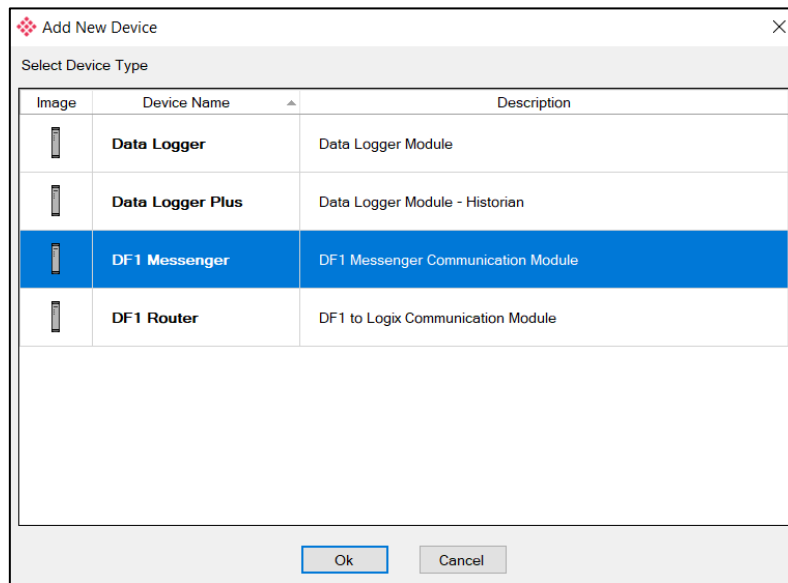 Add New Device
Select Device Type
Image Device Name Description
Data Logger Data Logger Module
Data Logger Plus Data Logger Module - Historian
DF1 Messenger DF1 Messenger Communication Module
DF1 Router DF1 to Logix Communication Module
Ok Cancel